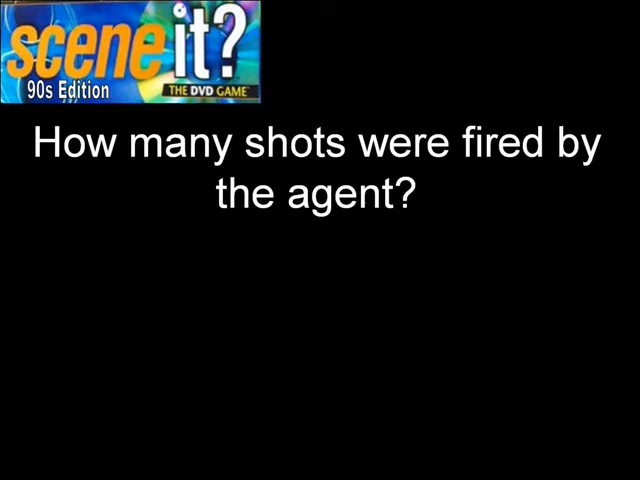 scene it?
90s Edition
THE DVD GAME
How many shots were fired by
the agent?